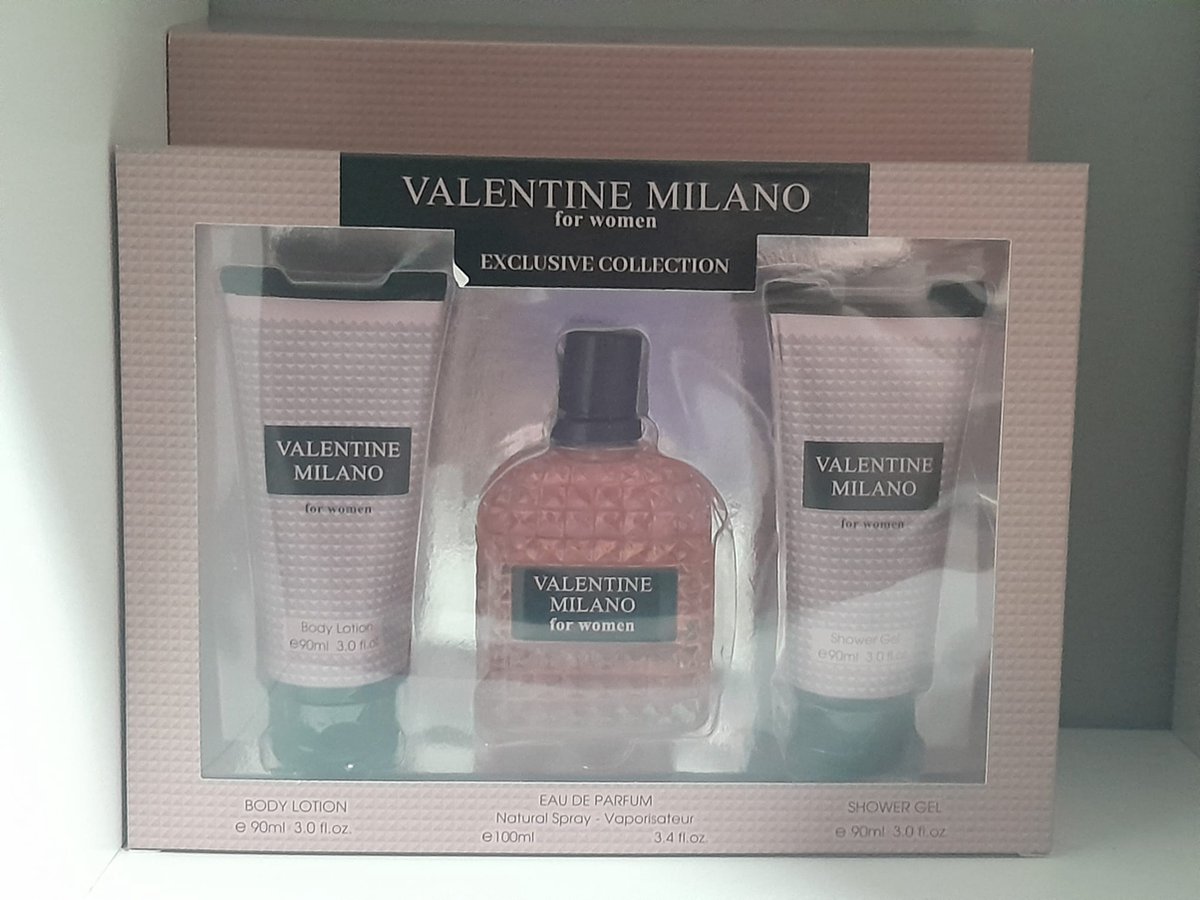 VALENTINE MILANO
for women
EXCLUSIVE COLLECTION
VALENTINE
MILANO
for women
Body Lotion
℮90ml 3.0 fl.oz
VALENTINE
MILANO
for women
VALENTINE
MILANO
for women
Shower Gel
℮90ml 3.0 fl.oz
BODY LOTION
℮ 90ml 3.0 fl.oz.
EAU DE PARFUM
Natural Spray - Vaporisateur
℮100ml 3.4 fl.oz.
SHOWER GEL
℮ 90ml 3.0 fl.oz.